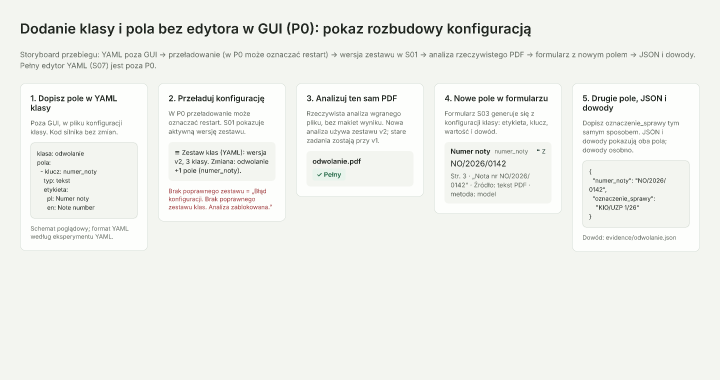 Dodanie klasy i pola bez edytora w GUI (P0): pokaz rozbudowy konfiguracją
Storyboard przebiegu: YAML poza GUI → przeładowanie (w P0 może oznaczać restart) → wersja zestawu w S01 → analiza rzeczywistego PDF → formularz z nowym polem → JSON i dowody.
Pełny edytor YAML (S07) jest poza P0.
1. Dopisz pole w YAML
klasy
Poza GUI, w pliku konfiguracji
klasy. Kod silnika bez zmian.
klasa: odwolanie
pola:
- klucz: numer_noty
typ: tekst
etykieta:
pl: Numer noty
en: Note number
Schemat poglądowy; format YAML
według eksperymentu YAML.
2. Przeładuj konfigurację
W P0 przeładowanie może
oznaczać restart. S01 pokazuje
aktywną wersję zestawu.
≡ Zestaw klas (YAML): wersja
v2, 3 klasy. Zmiana: odwolanie
+1 pole (numer_noty).
Brak poprawnego zestawu = „Błąd
konfiguracji. Brak poprawnego
zestawu klas. Analiza zablokowana.”
3. Analizuj ten sam PDF
Rzeczywista analiza wgranego
pliku, bez makiet wyniku. Nowa
analiza używa zestawu v2; stare
zadania zostają przy v1.
odwolanie.pdf
✓ Pełny
4. Nowe pole w formularzu
Formularz S03 generuje się z
konfiguracji klasy: etykieta, klucz,
wartość i dowód.
Numer noty numer_noty ❝ Z
NO/2026/0142
Str. 3 · „Nota nr NO/2026/
0142” · Źródło: tekst PDF ·
metoda: model
5. Drugie pole, JSON i
dowody
Dopisz oznaczenie_sprawy tym
samym sposobem. JSON i
dowody pokazują oba pola;
dowody osobno.
{
"numer_noty": "NO/2026/
0142",
"oznaczenie_sprawy":
"KIO/UZP 1/26"
}
Dowód: evidence/odwolanie.json